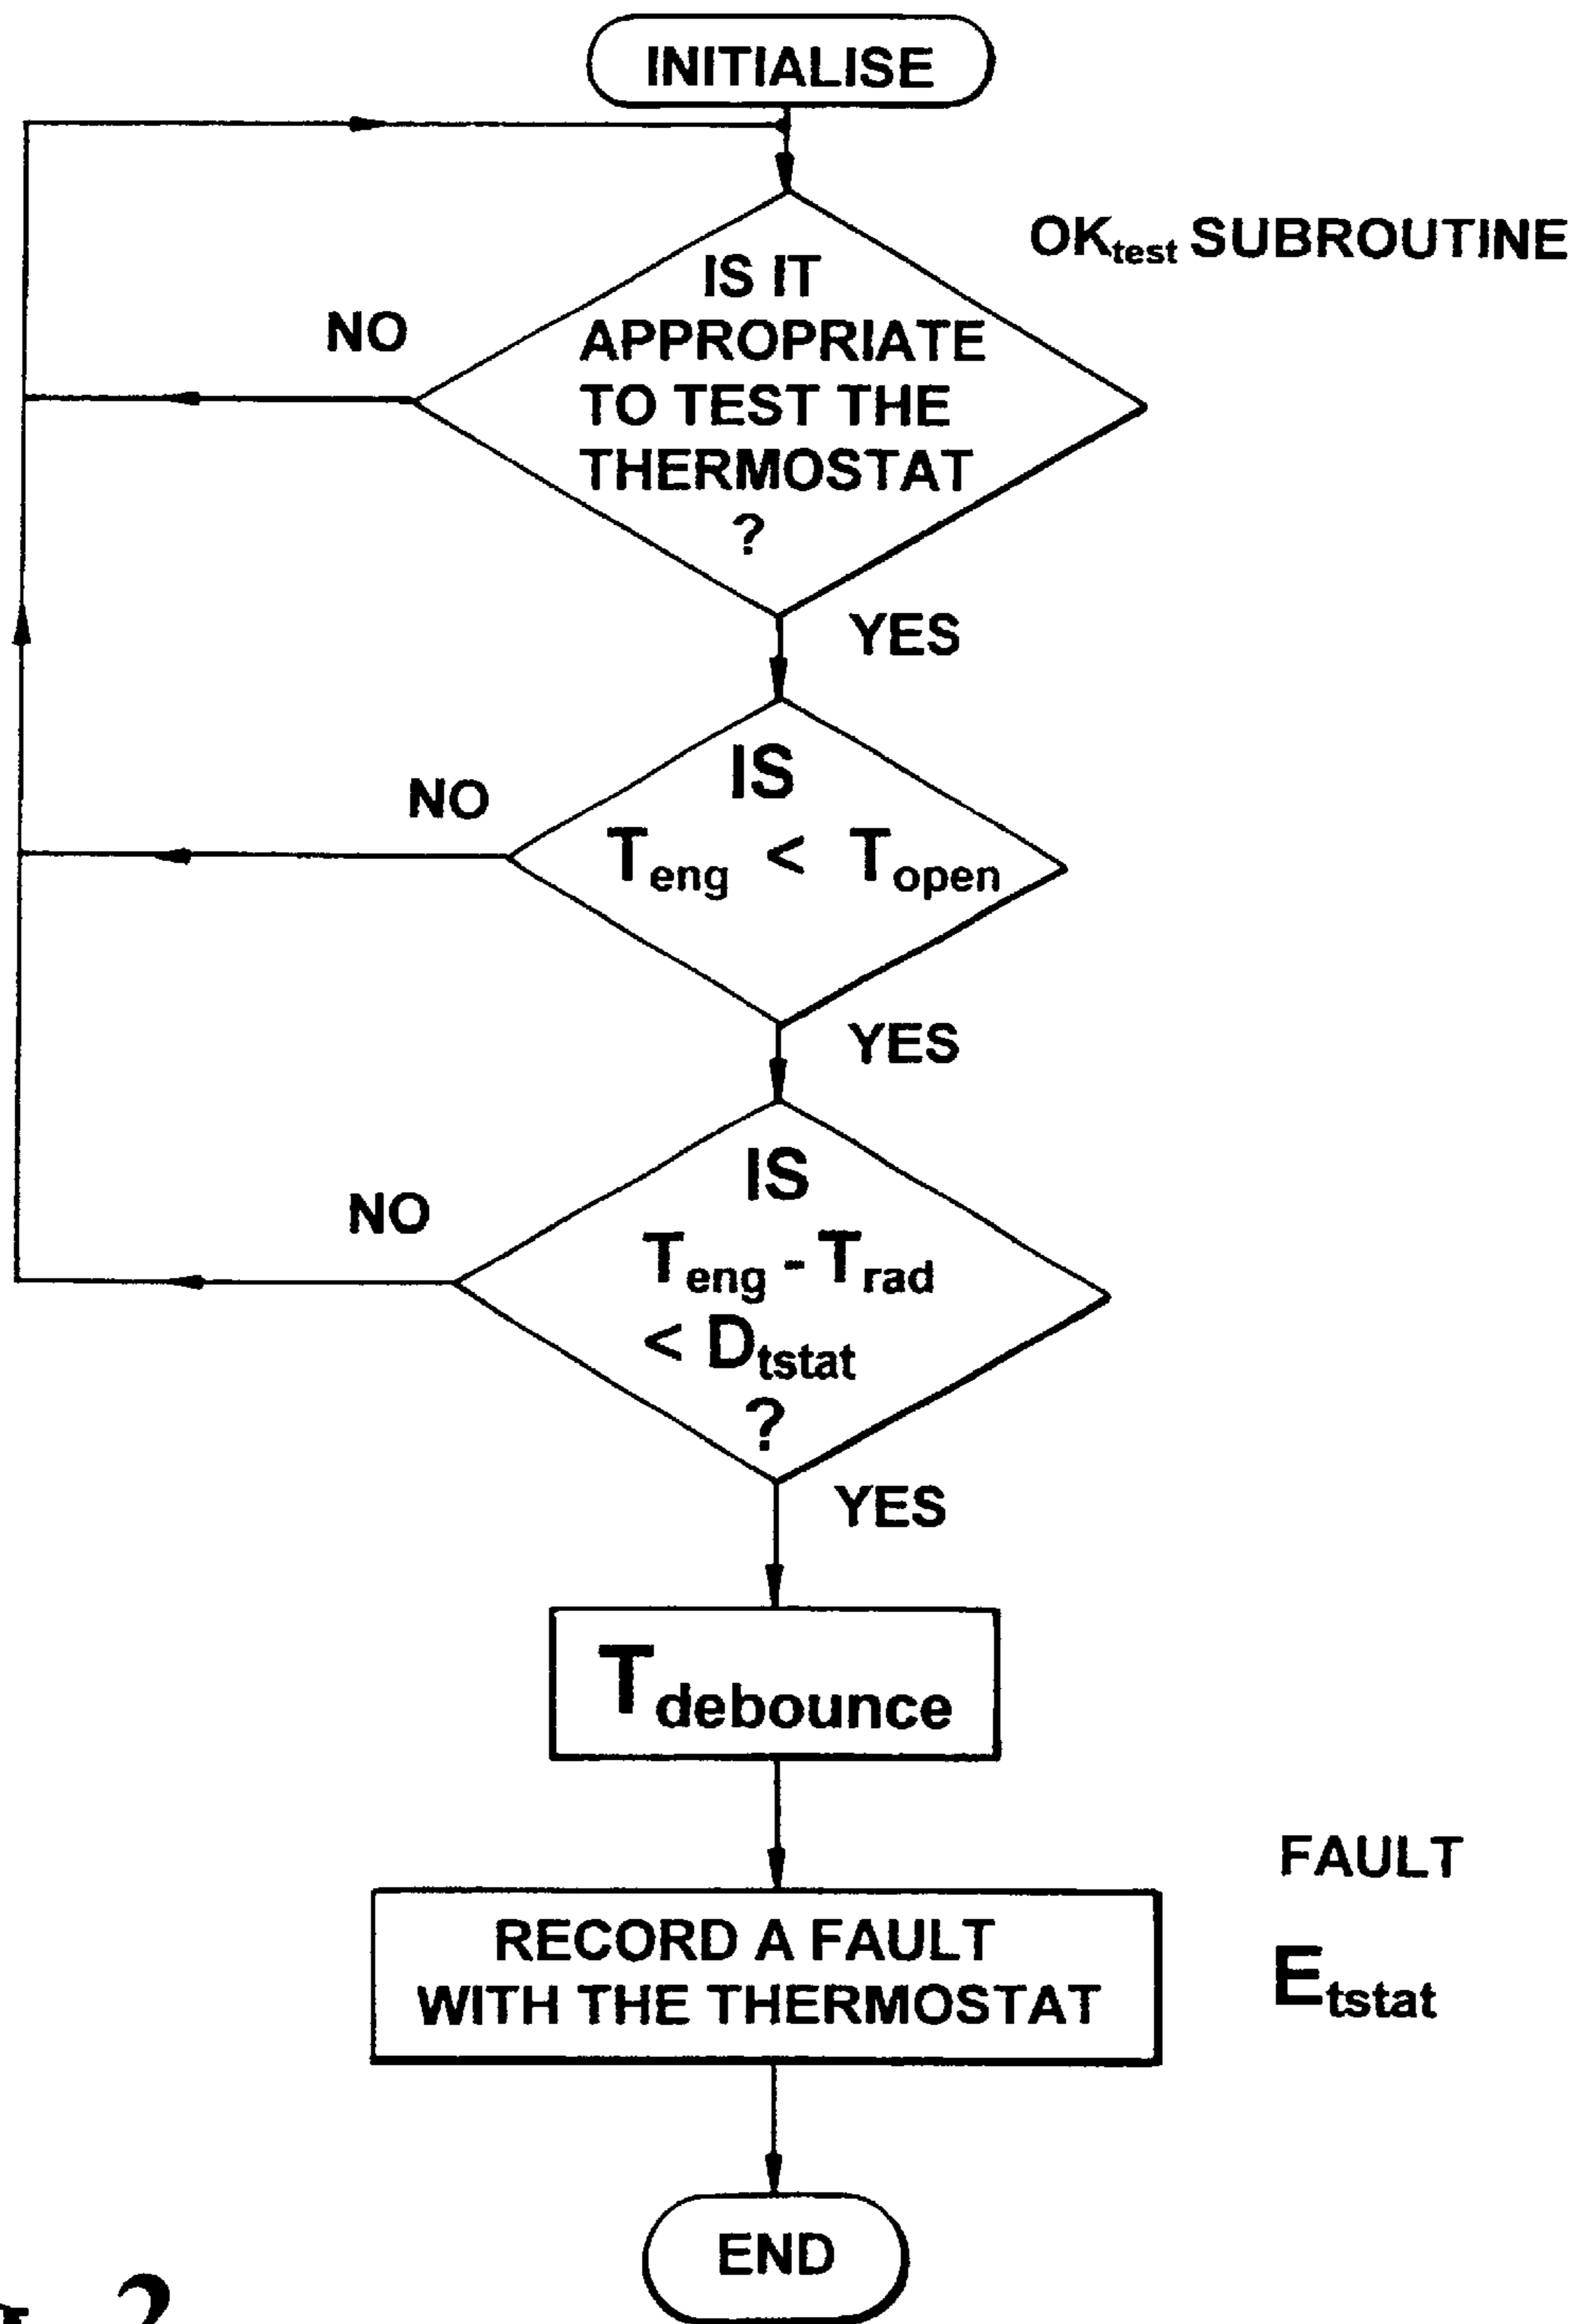 INITIALISE
OKtest SUBROUTINE
IS IT
APPROPRIATE
TO TEST THE
THERMOSTAT
?
NO
YES
IS
Teng < Topen
NO
YES
IS
Teng - Trad
< Dtstat
?
NO
YES
Tdebounce
RECORD A FAULT
WITH THE THERMOSTAT
FAULT
Etstat
END
2